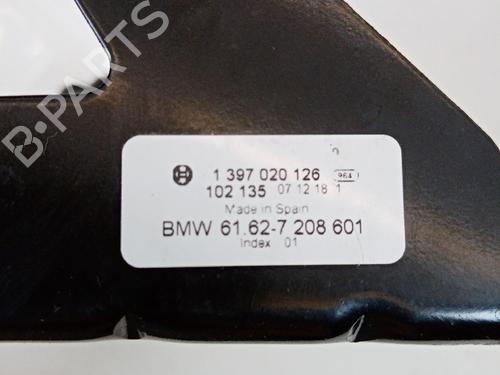 B-PARTS
1 397 020 126 964
102 135 07 12 18 1
Made in Spain
BMW 61.62-7 208 601
Index 01